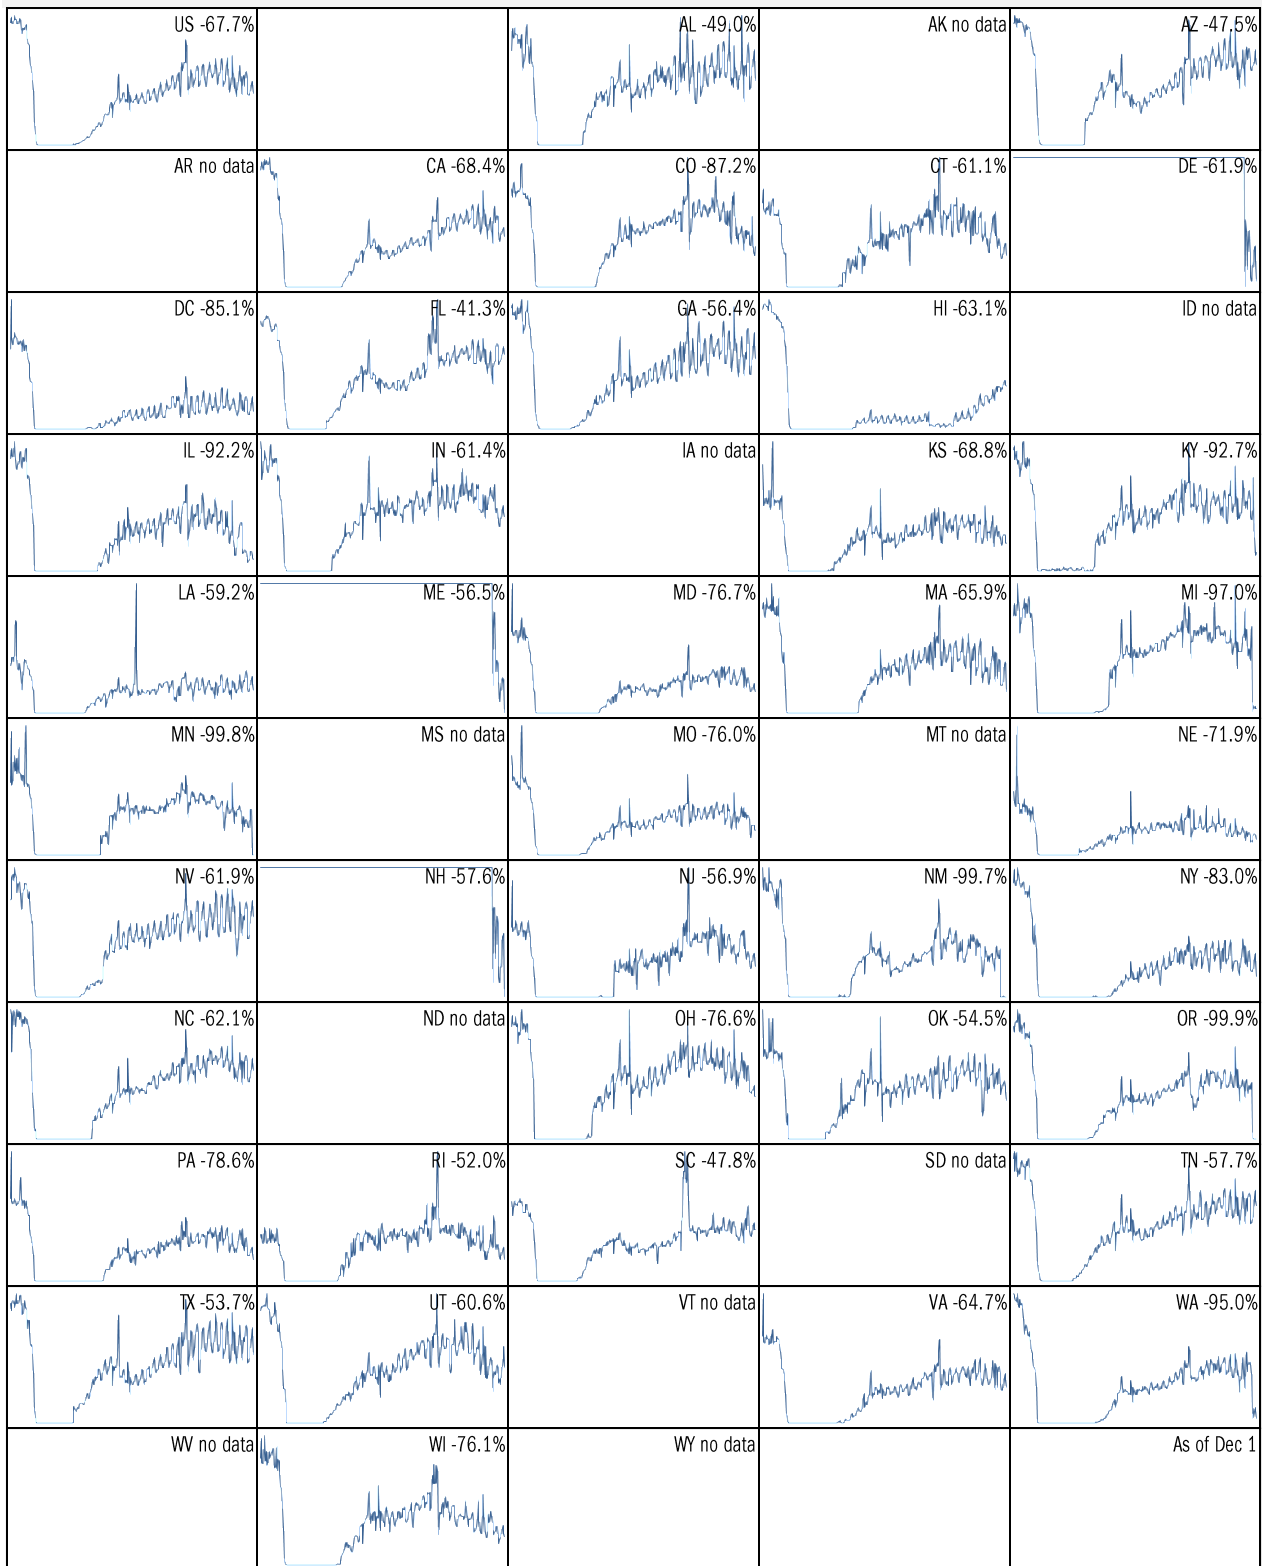 US -67.7%
AL -49.0%
AK no data
AZ -47.5%
AR no data
CA -68.4%
CO -87.2%
CT -61.1%
DE -61.9%
DC -85.1%
FL -41.3%
GA -56.4%
HI -63.1%
ID no data
IL -92.2%
IN -61.4%
IA no data
KS -68.8%
KY -92.7%
LA -59.2%
ME -56.5%
MD -76.7%
MA -65.9%
MI -97.0%
MN -99.8%
MS no data
MO -76.0%
MT no data
NE -71.9%
NV -61.9%
NH -57.6%
NJ -56.9%
NM -99.7%
NY -83.0%
NC -62.1%
ND no data
OH -76.6%
OK -54.5%
OR -99.9%
PA -78.6%
RI -52.0%
SC -47.8%
SD no data
TN -57.7%
TX -53.7%
UT -60.6%
VT no data
VA -64.7%
WA -95.0%
WV no data
WI -76.1%
WY no data
As of Dec 1